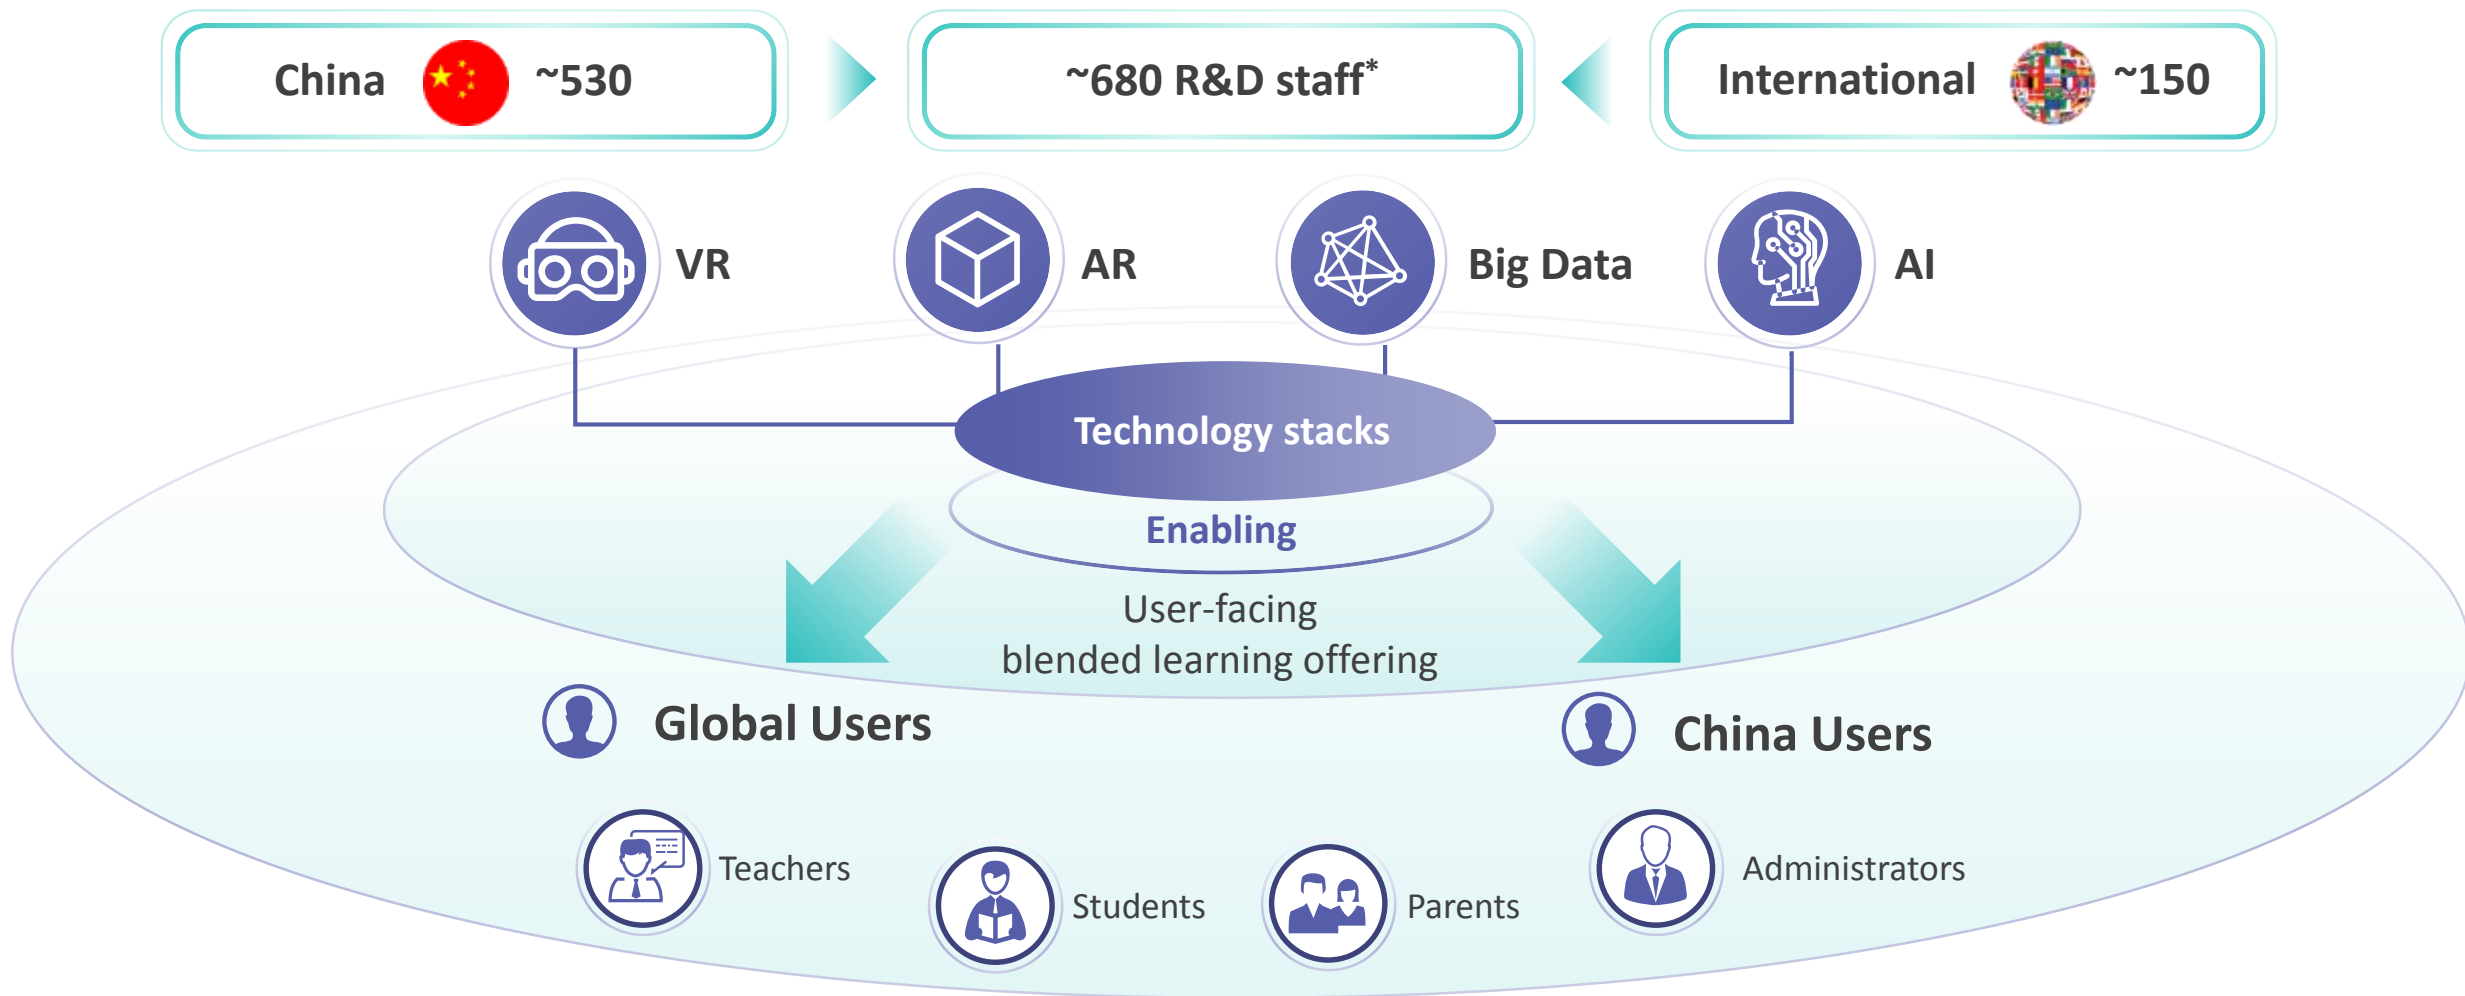 China ~530
~680 R&D staff*
International ~150
VR
AR
Big Data
AI
Technology stacks
Enabling
User-facing
blended learning offering
Global Users
China Users
Teachers
Students
Parents
Administrators